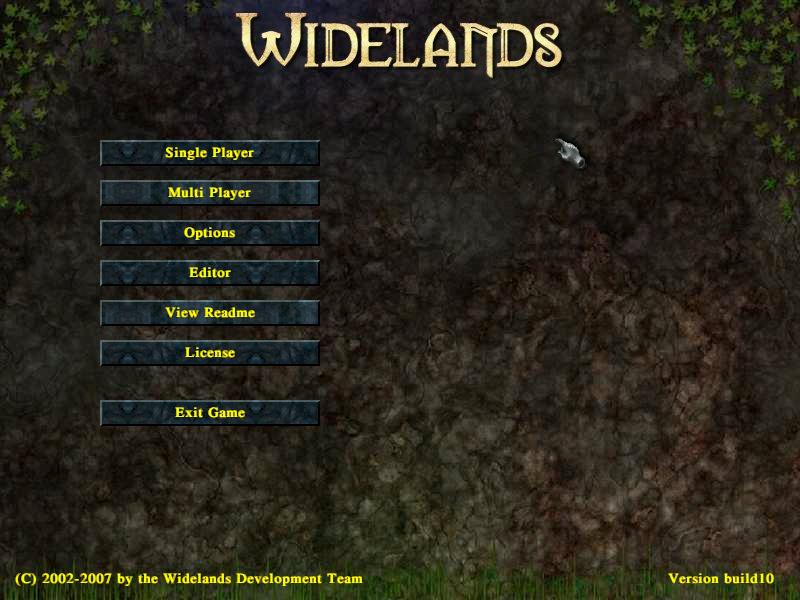 WIDELANDS
Single Player
Multi Player
Options
Editor
View Readme
License
Exit Game
(C) 2002-2007 by the Widelands Development Team
Version build10